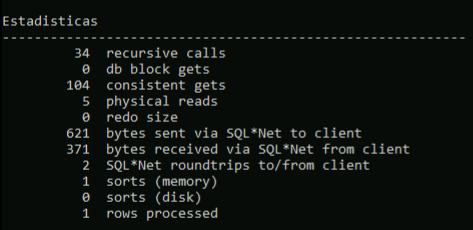 Estadisticas
----------------------------------------------------------
34 recursive calls
0 db block gets
104 consistent gets
5 physical reads
0 redo size
621 bytes sent via SQL*Net to client
371 bytes received via SQL*Net from client
2 SQL*Net roundtrips to/from client
1 sorts (memory)
0 sorts (disk)
1 rows processed